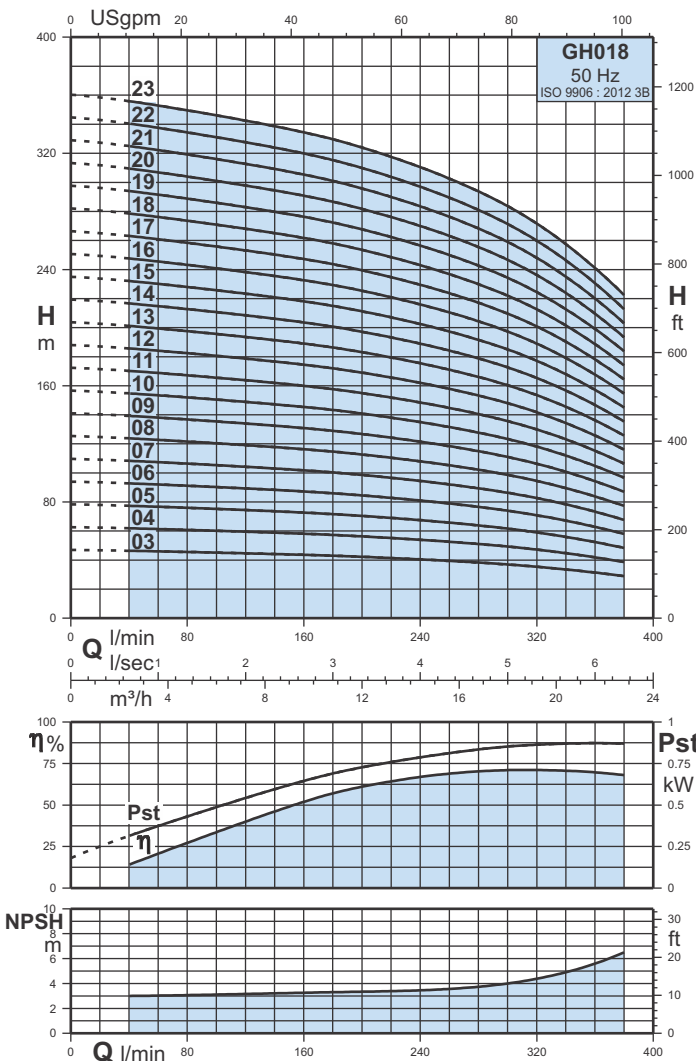 USgpm
0 20 40 60 80 100
GH018
50 Hz
ISO 9906 : 2012 3B
400
320
240
160
80
0
H
m
1200
1000
800
600
400
200
0
H
ft
23
22
21
20
19
18
17
16
15
14
13
12
11
10
09
08
07
06
05
04
03
0 80 160 240 320 400
Q l/min
0 l/sec 1 2 3 4 5 6
0 m³/h 4 8 12 16 20 24
100
75
50
25
0
η%
1
0.75
0.5
0.25
0
Pst
kW
Pst
η
10
8
6
4
2
0
NPSH
m
30
20
10
0
ft
0 80 160 240 320 400
Q l/min